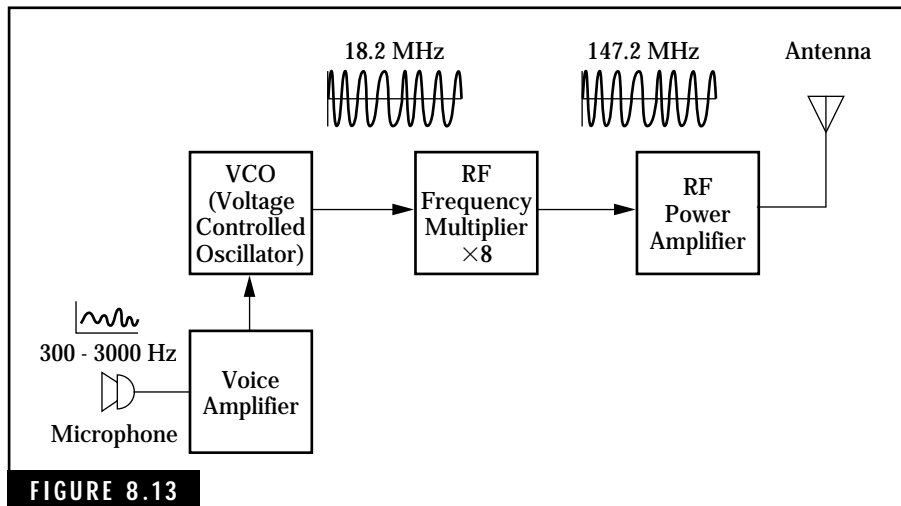 18.2 MHz
147.2 MHz
Antenna
VCO
(Voltage
Controlled
Oscillator)
RF
Frequency
Multiplier
×8
RF
Power
Amplifier
300 - 3000 Hz
Microphone
Voice
Amplifier
FIGURE 8.13